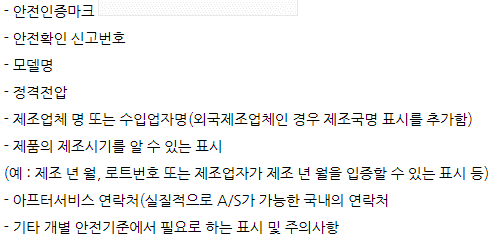 - 안전인증마크
- 안전확인 신고번호
- 모델명
- 정격전압
- 제조업체 명 또는 수입업자명(외국제조업체인 경우 제조국명 표시를 추가함)
- 제품의 제조시기를 알 수 있는 표시
(예 : 제조 년 월, 로트번호 또는 제조업자가 제조 년 월을 입증할 수 있는 표시 등)
- 아프터서비스 연락처(실질적으로 A/S가 가능한 국내의 연락처
- 기타 개별 안전기준에서 필요로 하는 표시 및 주의사항